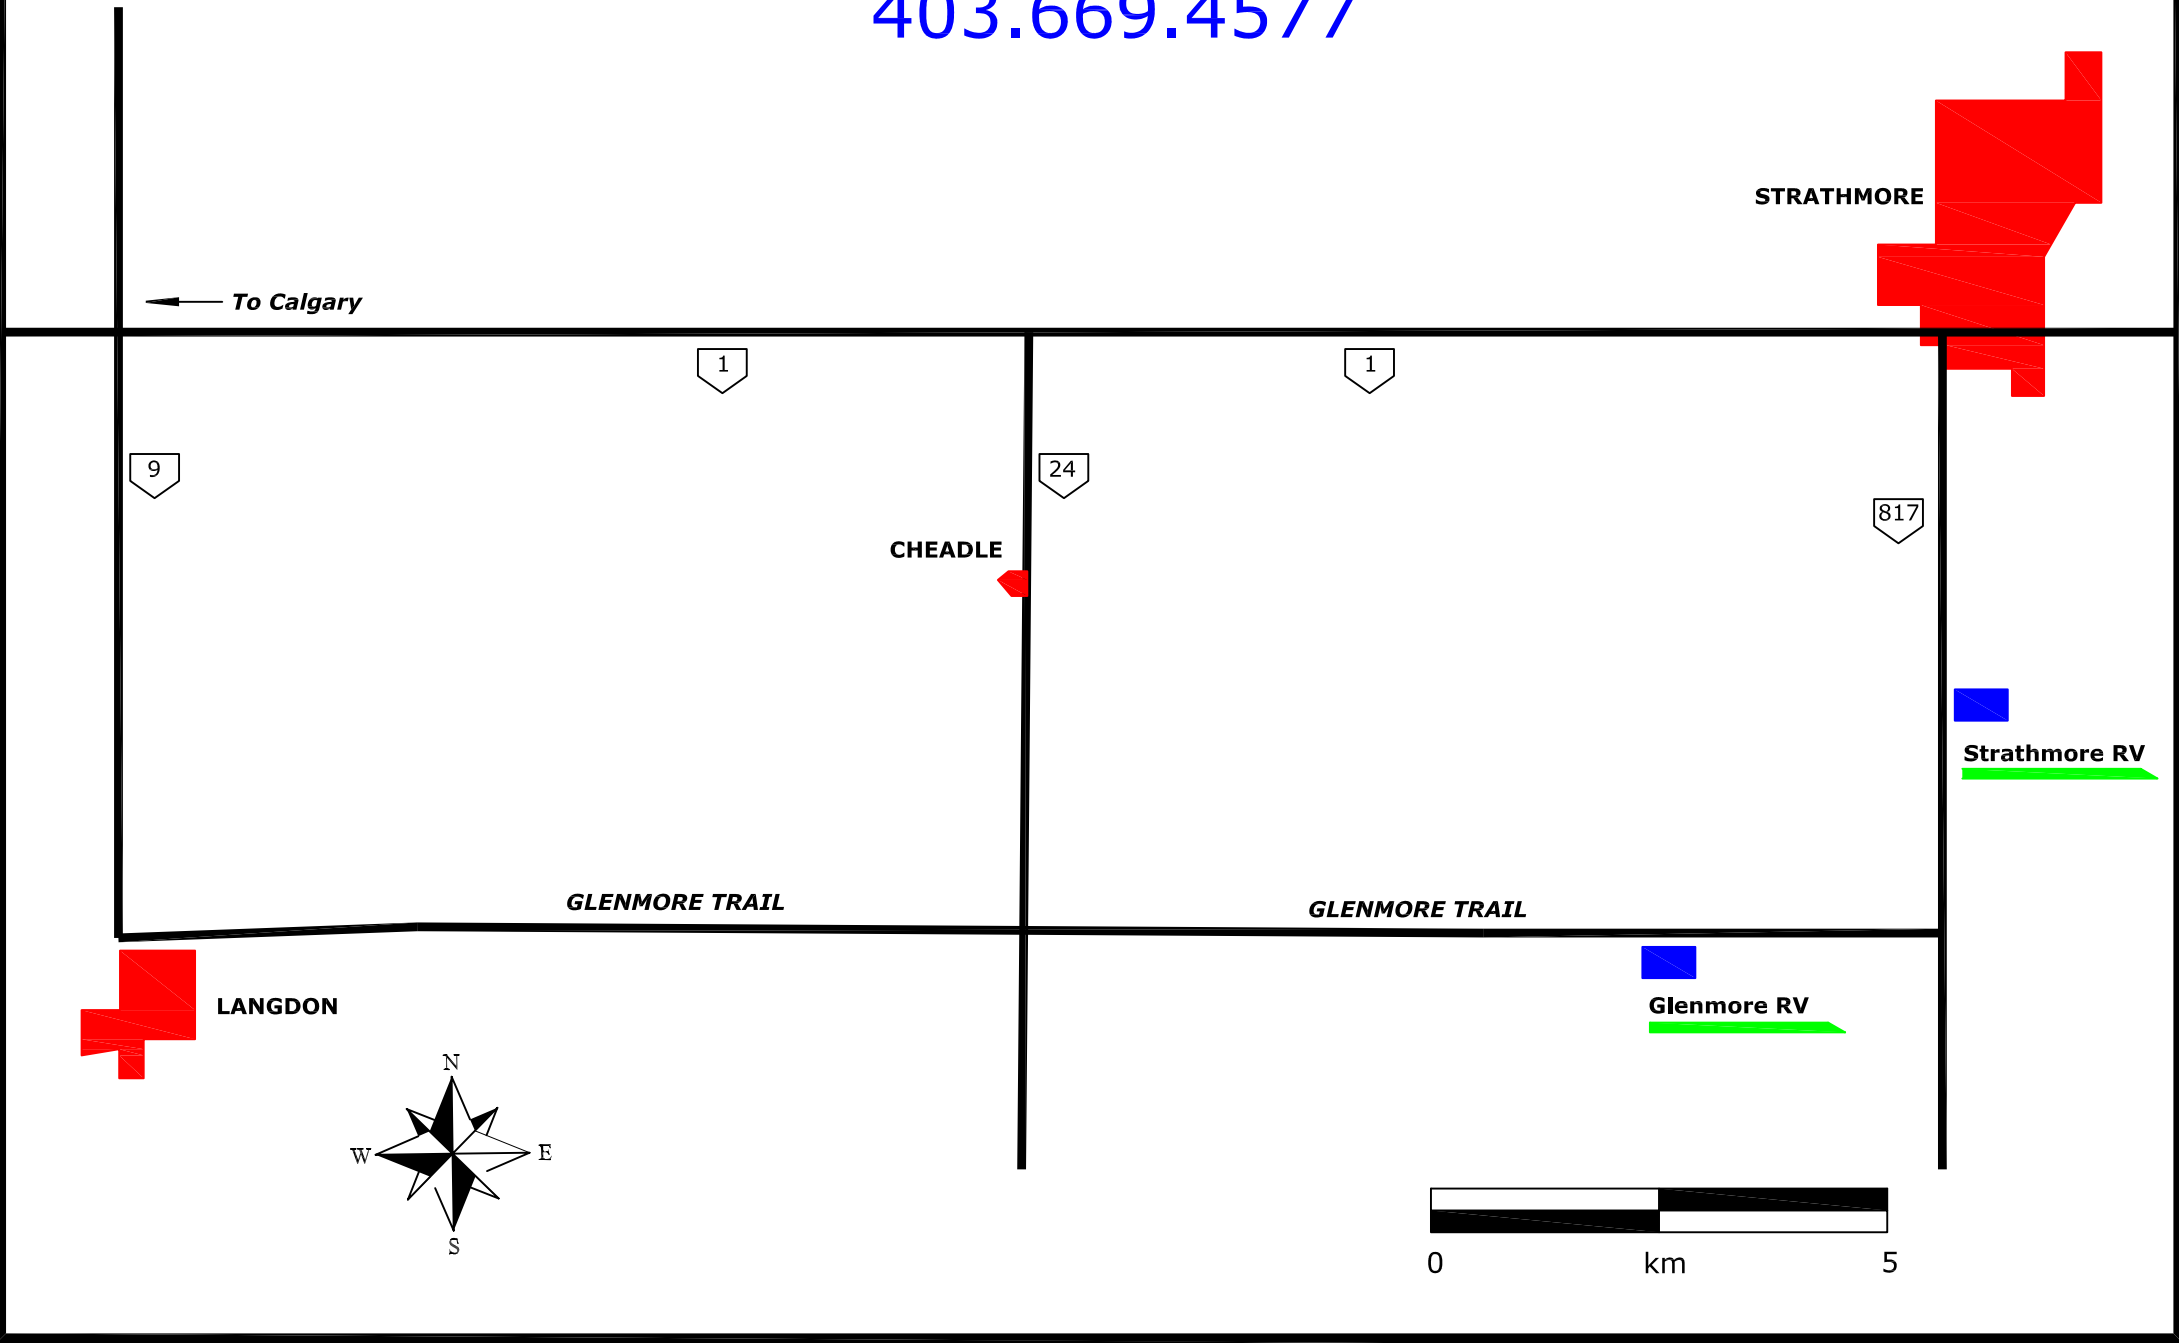 403.669.4577
STRATHMORE
To Calgary
1
1
9
24
817
CHEADLE
Strathmore RV
GLENMORE TRAIL
GLENMORE TRAIL
LANGDON
Glenmore RV
N
W
E
S
0 km 5